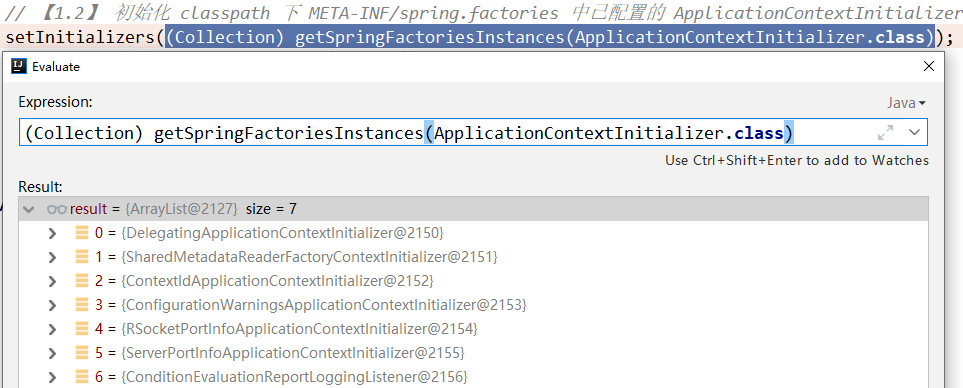 // 【1.2】 初始化 classpath 下 META-INF/spring.factories 中已配置的 ApplicationContextInitializer
setInitializers((Collection) getSpringFactoriesInstances(ApplicationContextInitializer.class));
Evaluate
Expression:
Java
(Collection) getSpringFactoriesInstances(ApplicationContextInitializer.class)
Use Ctrl+Shift+Enter to add to Watches
Result:
result = {ArrayList@2127} size = 7
0 = {DelegatingApplicationContextInitializer@2150}
1 = {SharedMetadataReaderFactoryContextInitializer@2151}
2 = {ContextIdApplicationContextInitializer@2152}
3 = {ConfigurationWarningsApplicationContextInitializer@2153}
4 = {RSocketPortInfoApplicationContextInitializer@2154}
5 = {ServerPortInfoApplicationContextInitializer@2155}
6 = {ConditionEvaluationReportLoggingListener@2156}